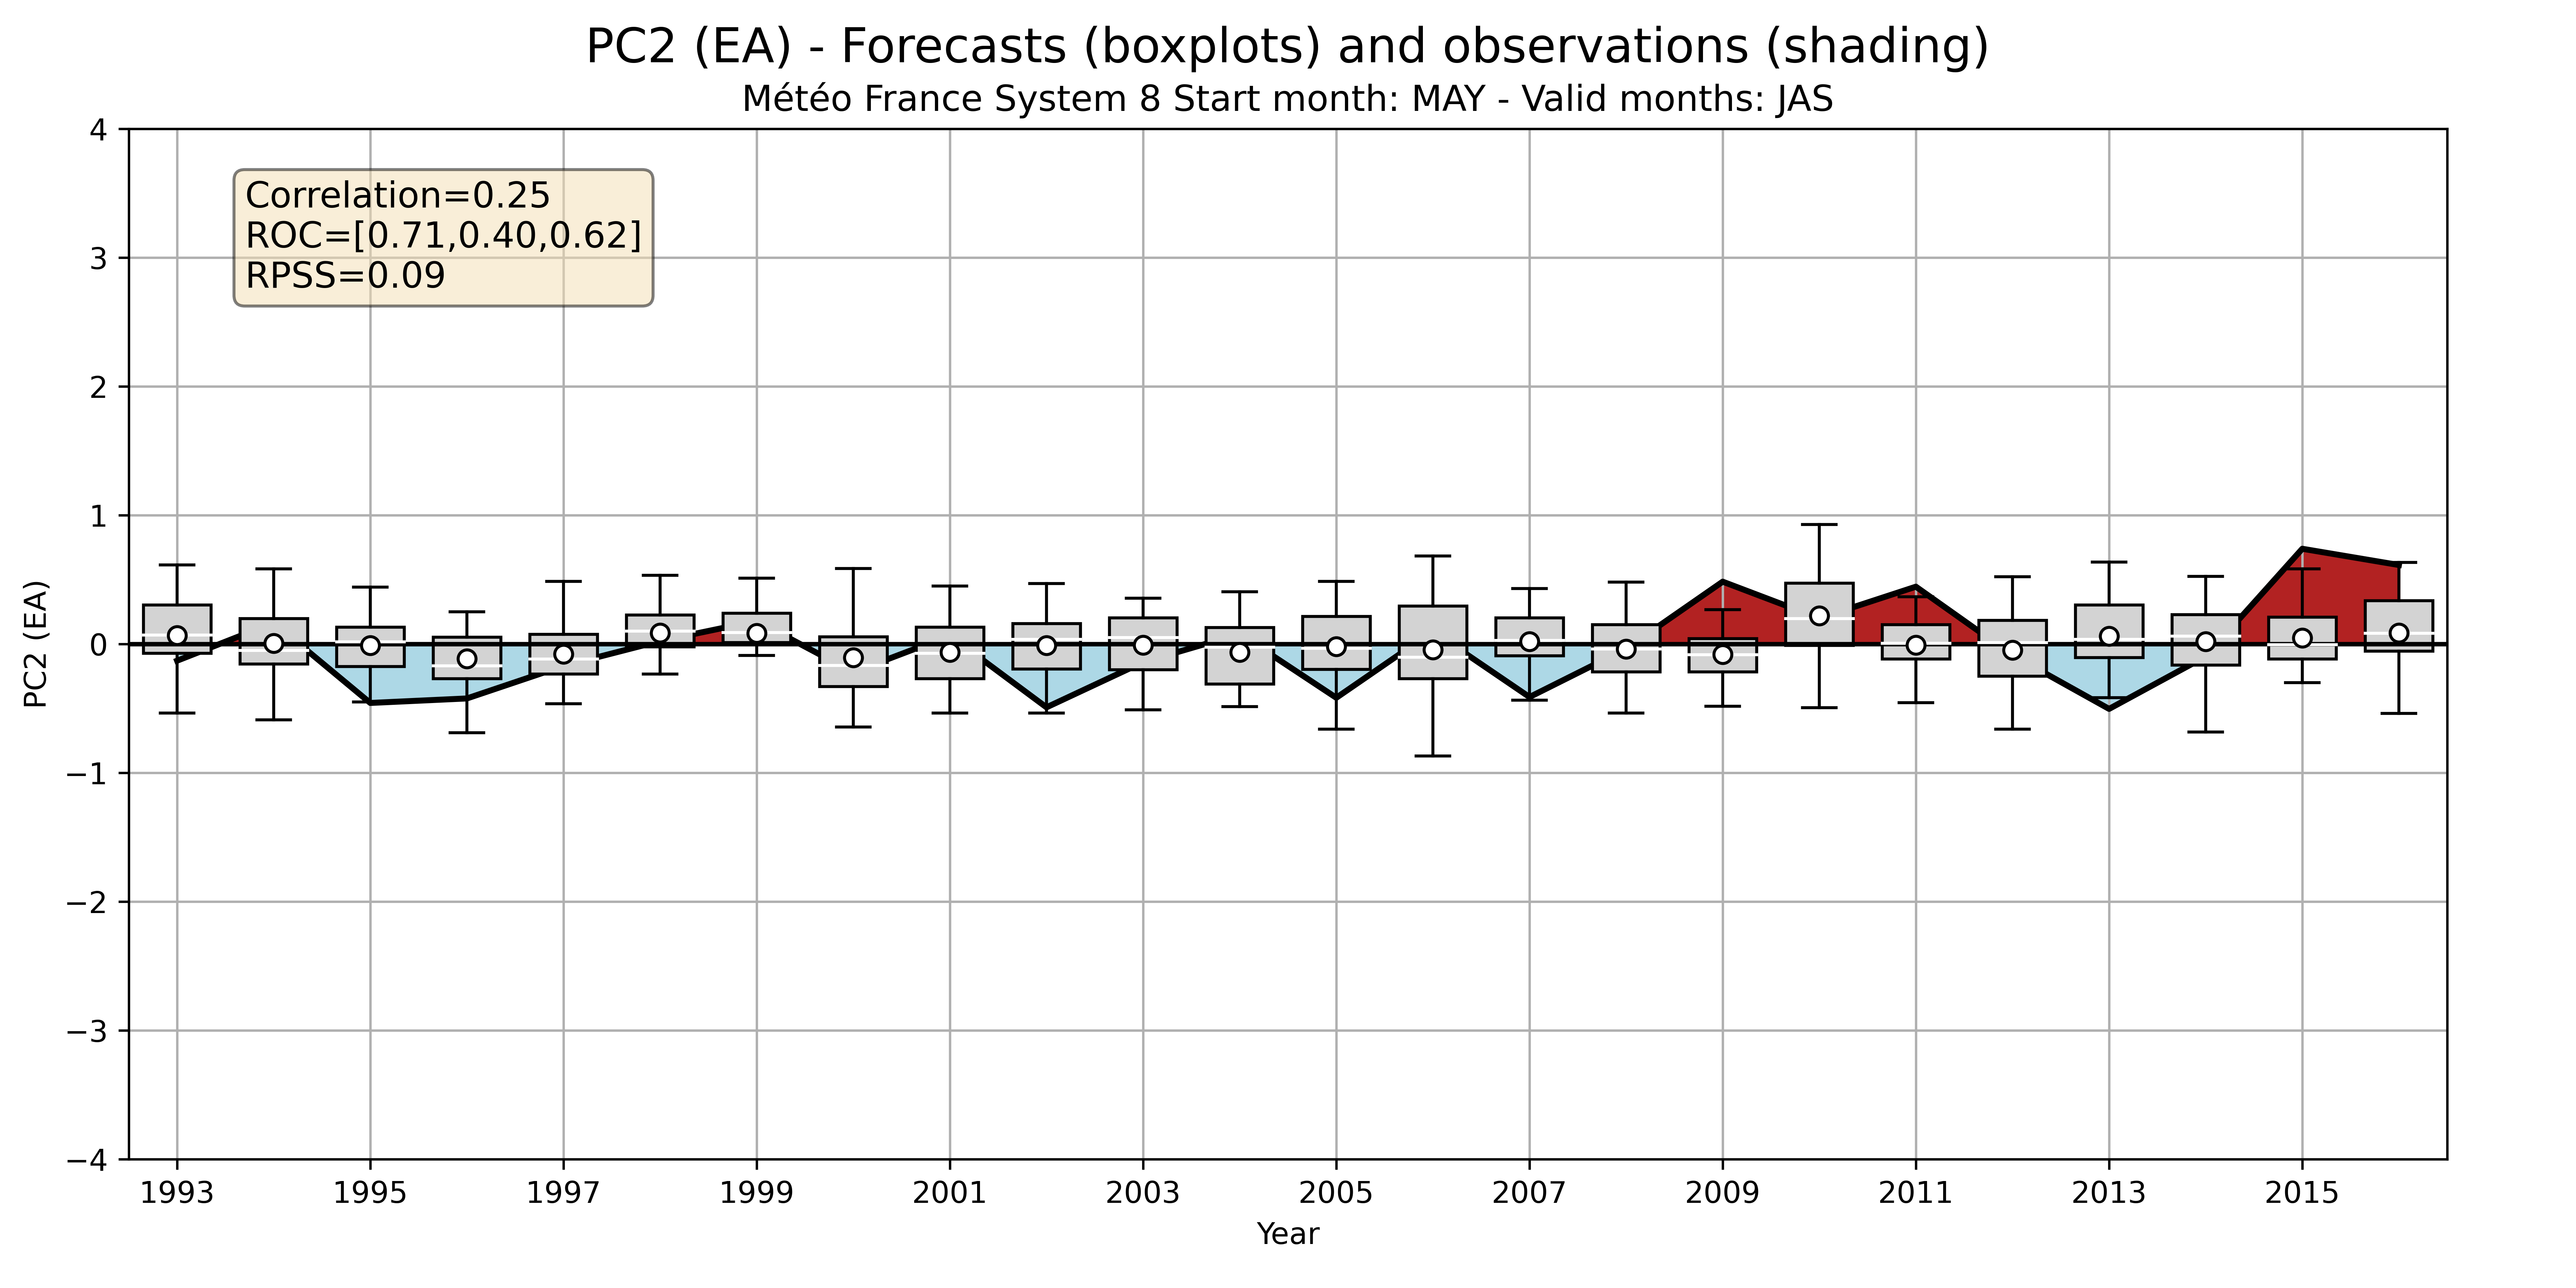 PC2 (EA) - Forecasts (boxplots) and observations (shading)
Météo France System 8 Start month: MAY - Valid months: JAS
Correlation=0.25
ROC=[0.71,0.40,0.62]
RPSS=0.09
PC2 (EA)
4
3
2
1
0
−1
−2
−3
−4
1993 1995 1997 1999 2001 2003 2005 2007 2009 2011 2013 2015
Year